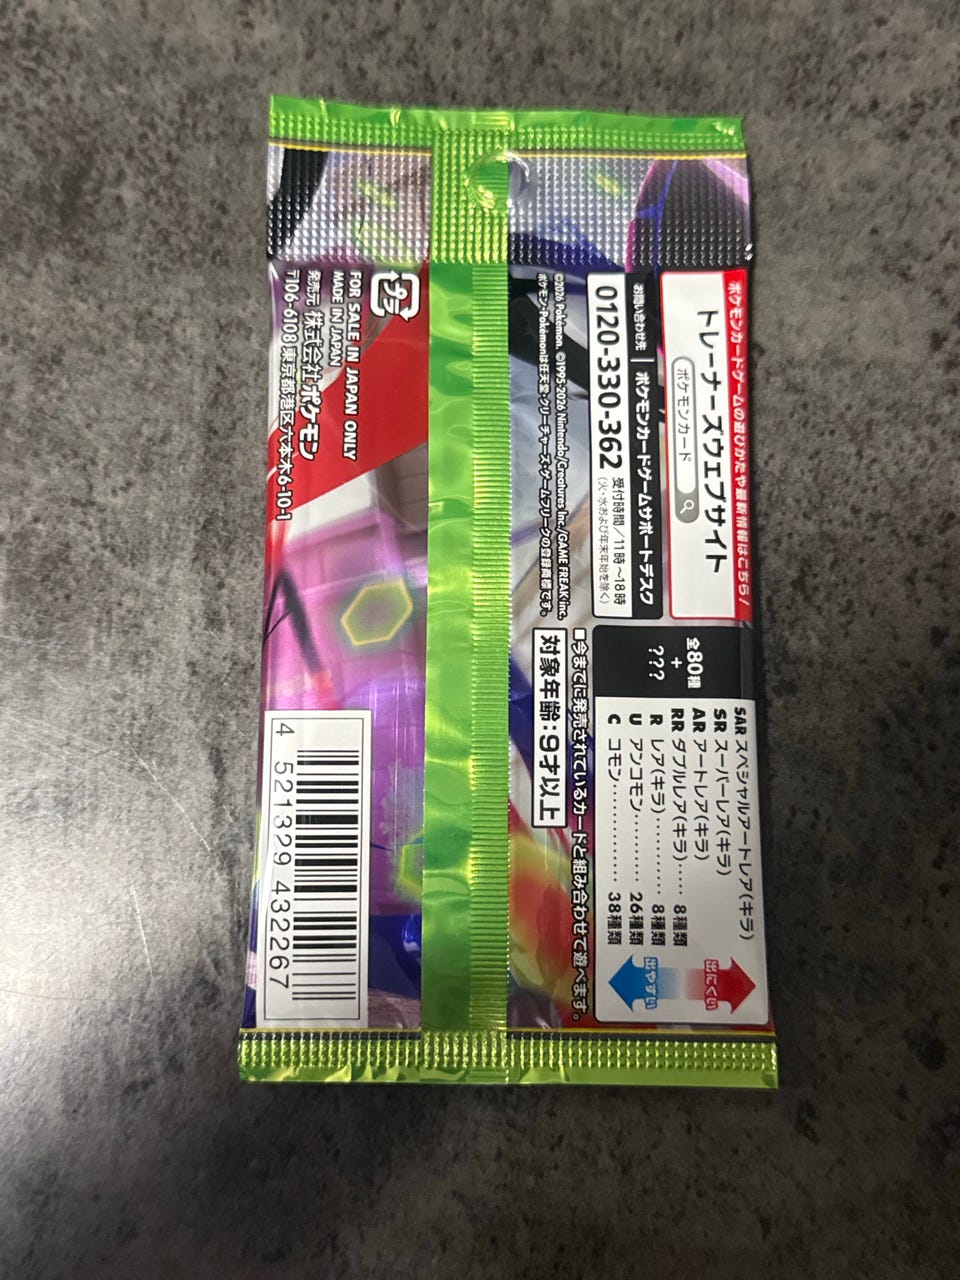 ポケモンカードゲームの遊びかたや最新情報はこちら!
トレーナーズウェブサイト
ポケモンカード
お問い合わせ先 ポケモンカードゲームサポートデスク
0120-330-362 受付時間/11時~18時
(火・水および年末年始を除く)
©2026 Pokémon. ©1995-2026 Nintendo/Creatures Inc./GAME FREAK inc.
ポケモン・Pokémonは任天堂・クリーチャーズ・ゲームフリークの登録商標です。
全80種
+
???
SAR スペシャルアートレア(キラ)
SR スーパーレア(キラ)
AR アートレア(キラ)
RR ダブルレア(キラ)····· 8種類
R レア(キラ)·········· 8種類
U アンコモン·········· 26種類
C コモン·············· 38種類
出にくい
出やすい
■今までに発売されているカードと組み合わせて遊べます。
対象年齢:9才以上
プラ
FOR SALE IN JAPAN ONLY
MADE IN JAPAN
発売元 株式会社ポケモン
〒106-6108 東京都港区六本木6-10-1
4 521329 432267